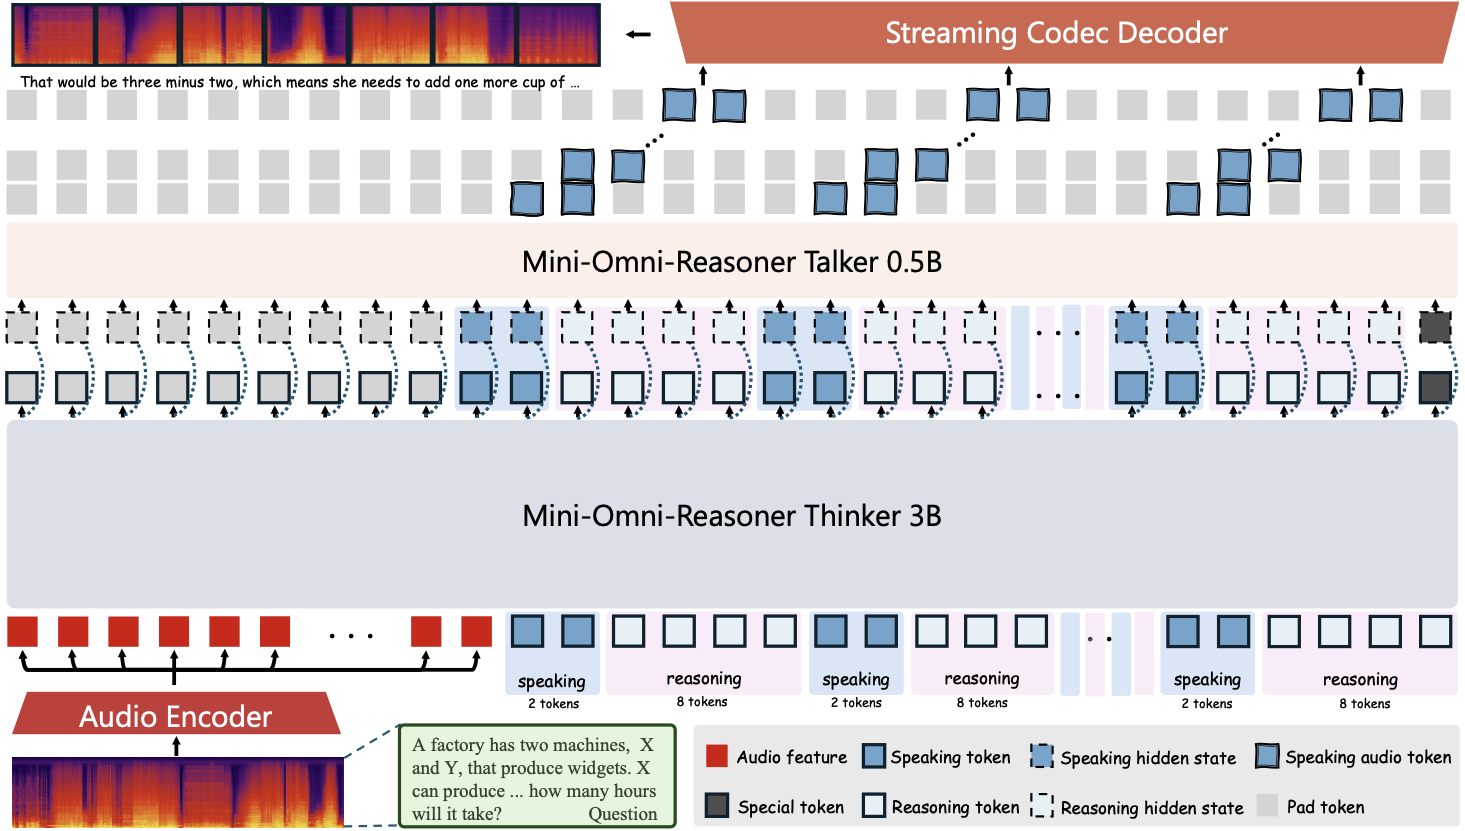 Streaming Codec Decoder
That would be three minus two, which means she needs to add one more cup of ...
Mini-Omni-Reasoner Talker 0.5B
Mini-Omni-Reasoner Thinker 3B
speaking
2 tokens
reasoning
8 tokens
speaking
2 tokens
reasoning
8 tokens
speaking
2 tokens
reasoning
8 tokens
Audio Encoder
A factory has two machines, X
and Y, that produce widgets. X
can produce ... how many hours
will it take? Question
Audio feature
Speaking token
Speaking hidden state
Speaking audio token
Special token
Reasoning token
Reasoning hidden state
Pad token